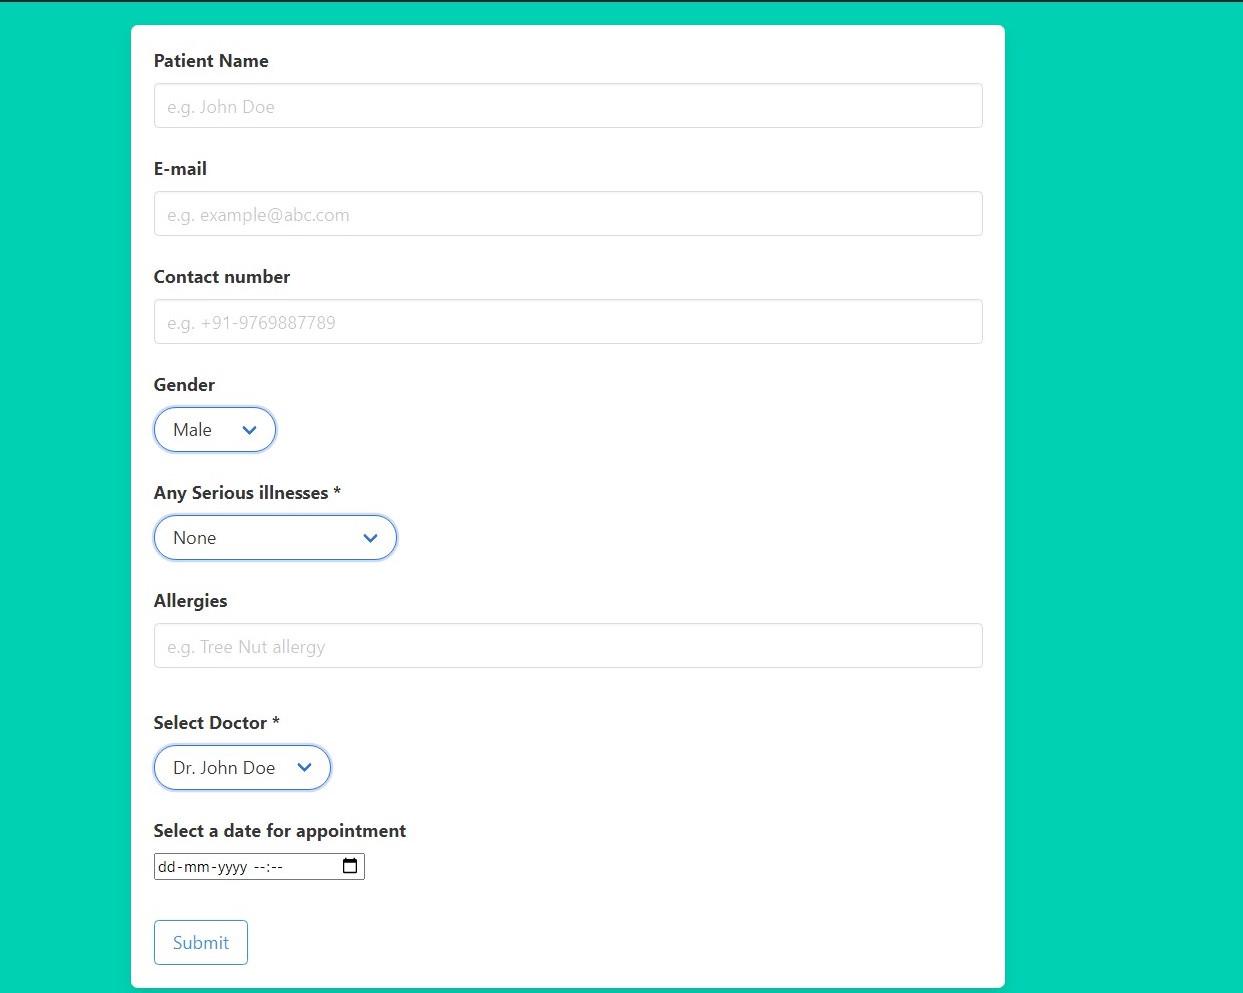 Patient Name
e.g. John Doe
E-mail
e.g. example@abc.com
Contact number
e.g. +91-9769887789
Gender
Male
Any Serious illnesses *
None
Allergies
e.g. Tree Nut allergy
Select Doctor *
Dr. John Doe
Select a date for appointment
dd-mm-yyyy --:--
Submit